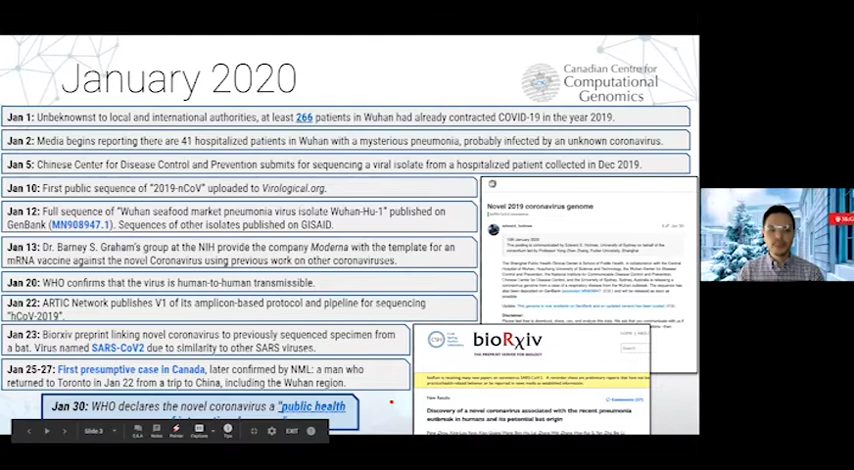 January 2020
Canadian Centre for
Computational
Genomics
Jan 1: Unbeknownst to local and international authorities, at least 266 patients in Wuhan had already contracted COVID-19 in the year 2019.
Jan 2: Media begins reporting there are 41 hospitalized patients in Wuhan with a mysterious pneumonia, probably infected by an unknown coronavirus.
Jan 5: Chinese Center for Disease Control and Prevention submits for sequencing a viral isolate from a hospitalized patient collected in Dec 2019.
Jan 10: First public sequence of "2019-nCoV" uploaded to Virological.org.
Jan 12: Full sequence of "Wuhan seafood market pneumonia virus isolate Wuhan-Hu-1" published on
GenBank (MN908947.1). Sequences of other isolates published on GISAID.
Jan 13: Dr. Barney S. Graham's group at the NIH provide the company Moderna with the template for an
mRNA vaccine against the novel Coronavirus using previous work on other coronaviruses.
Jan 20: WHO confirms that the virus is human-to-human transmissible.
Jan 22: ARTIC Network publishes V1 of its amplicon-based protocol and pipeline for sequencing
"hCoV-2019".
Jan 23: Biorxiv preprint linking novel coronavirus to previously sequenced specimen from
a bat. Virus named SARS-CoV2 due to similarity to other SARS viruses.
Jan 25-27: First presumptive case in Canada, later confirmed by NML: a man who
returned to Toronto in Jan 22 from a trip to China, including the Wuhan region.
Jan 30: WHO declares the novel coronavirus a "public health
Novel 2019 coronavirus genome
CSH
bioRxiv
THE PREPRINT SERVER FOR BIOLOGY
Search
New Results
Discovery of a novel coronavirus associated with the recent pneumonia
outbreak in humans and its potential bat origin
Slide 3
Q & A
Notes
Pointer
Captions
Tips
EXIT